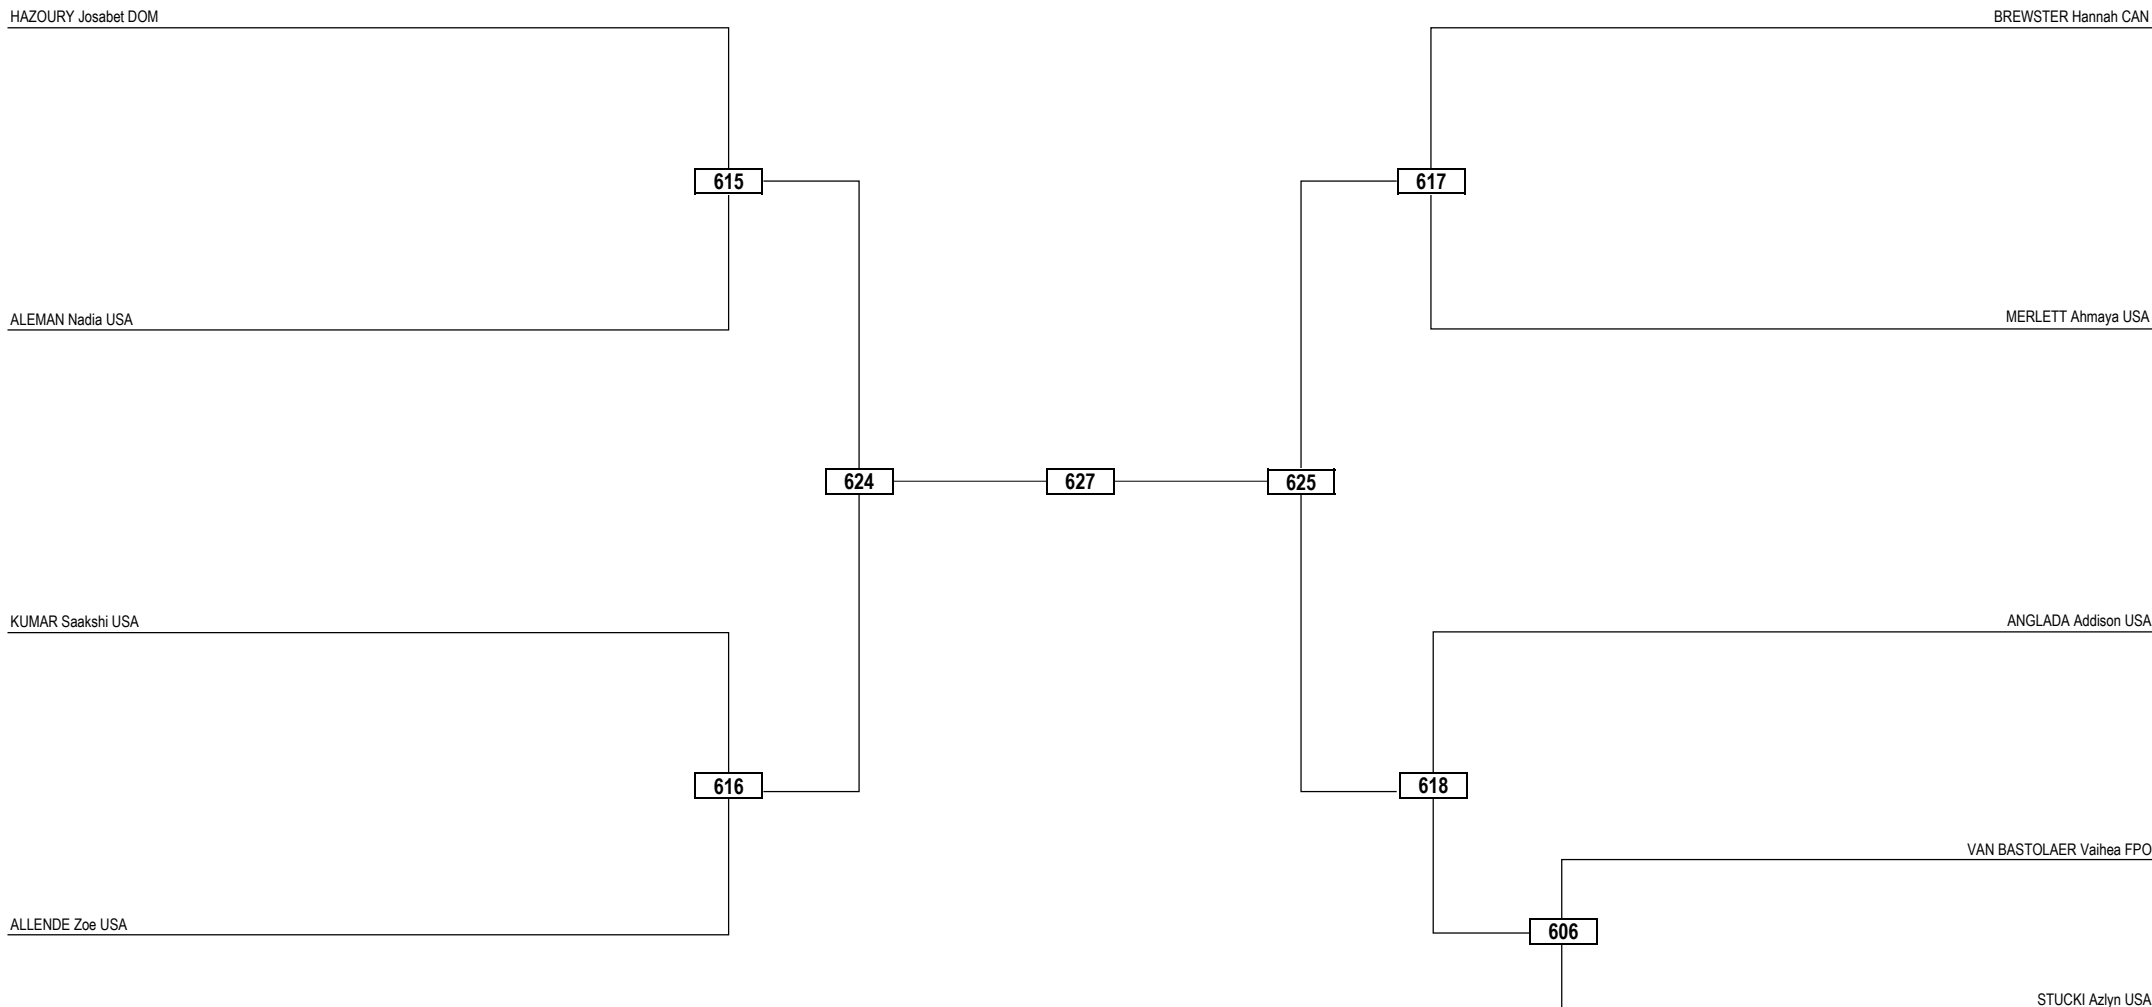 HAZOURY Josabet DOM
BREWSTER Hannah CAN
615
617
ALEMAN Nadia USA
MERLETT Ahmaya USA
624
627
625
KUMAR Saakshi USA
ANGLADA Addison USA
616
618
VAN BASTOLAER Vaihea FPO
ALLENDE Zoe USA
606
STUCKI Azlyn USA